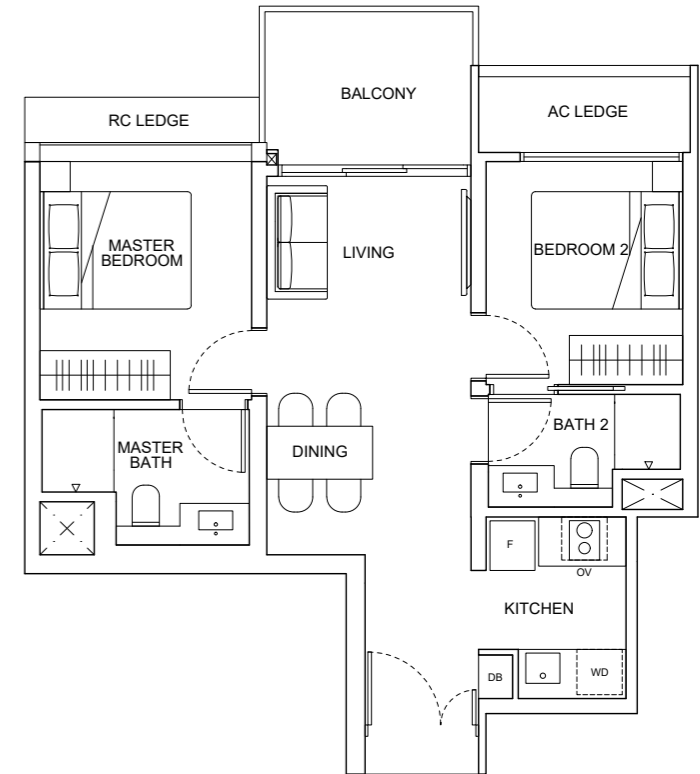 BALCONY
RC LEDGE
AC LEDGE
MASTER
BEDROOM
LIVING
BEDROOM 2
MASTER
BATH
DINING
BATH 2
F
OV
KITCHEN
DB
WD